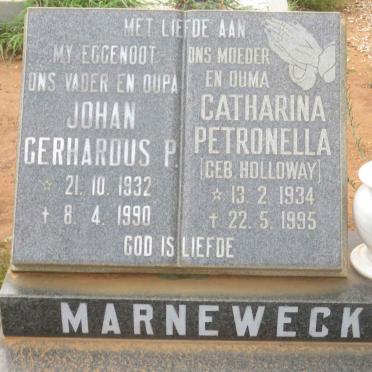 MET LIEFDE AAN
MY EGGENOOT
ONS VADER EN OUPA
JOHAN
GERHARDUS P.
☆ 21. 10. 1932
✝ 8. 4. 1990
ONS MOEDER
EN OUMA
CATHARINA
PETRONELLA
(GEB. HOLLOWAY)
☆ 13. 2. 1934
✝ 22. 5. 1995
GOD IS LIEFDE
MARNEWECK